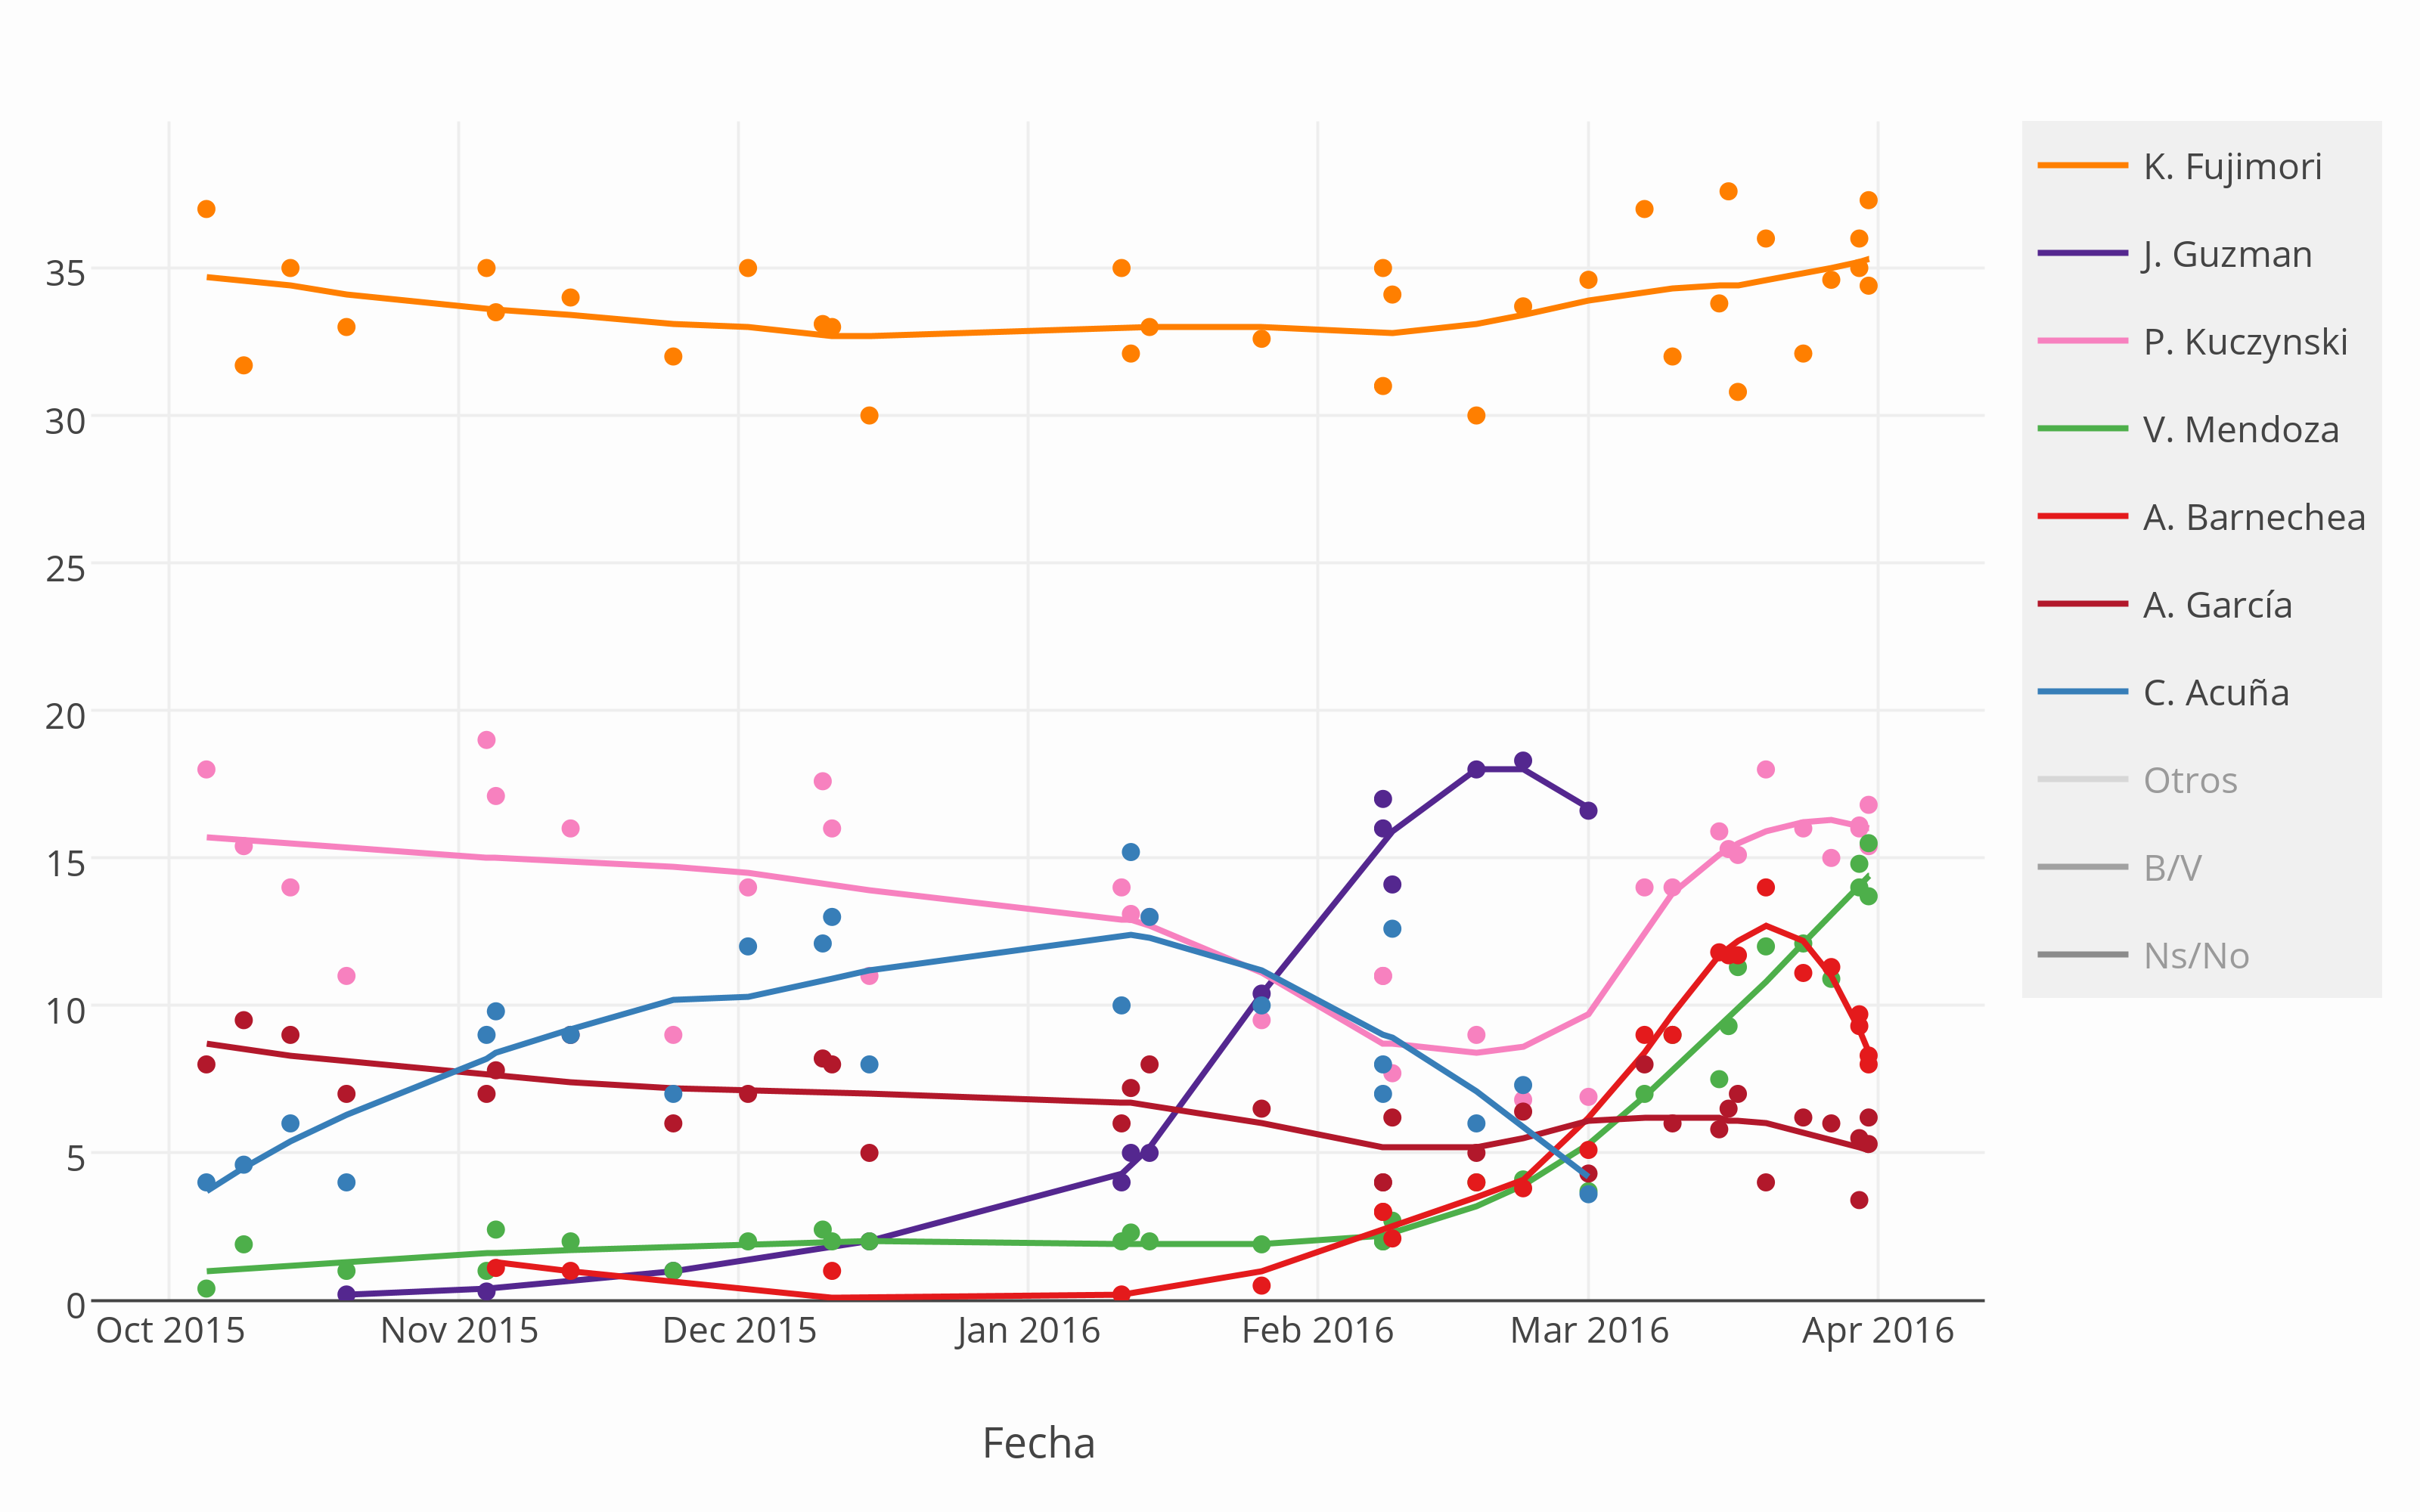 35
30
25
20
15
10
5
0
Oct 2015 Nov 2015 Dec 2015 Jan 2016 Feb 2016 Mar 2016 Apr 2016
Fecha
K. Fujimori
J. Guzman
P. Kuczynski
V. Mendoza
A. Barnechea
A. García
C. Acuña
Otros
B/V
Ns/No